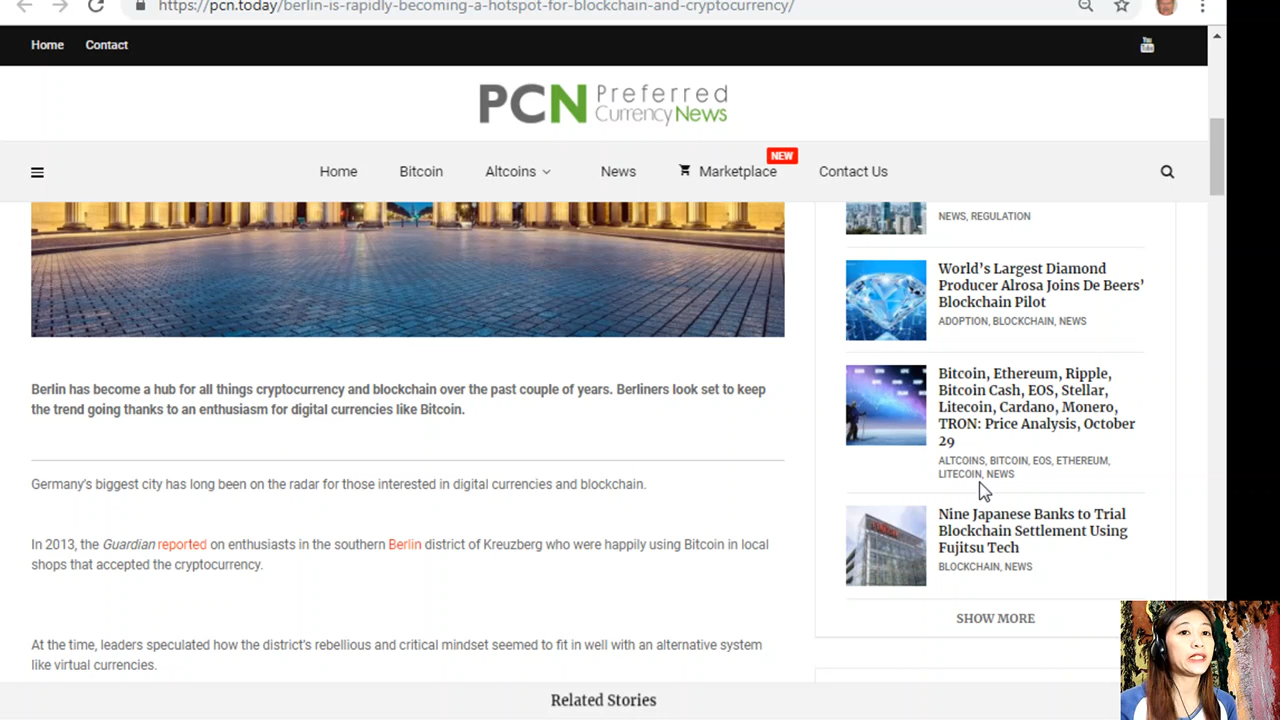 https://pcn.today/berlin-is-rapidly-becoming-a-hotspot-for-blockchain-and-cryptocurrency/
Home Contact
You Tube
PCN Preferred Currency News
NEW
Home Bitcoin Altcoins News Marketplace Contact Us
NEWS, REGULATION
World's Largest Diamond
Producer Alrosa Joins De Beers'
Blockchain Pilot
ADOPTION, BLOCKCHAIN, NEWS
Bitcoin, Ethereum, Ripple,
Bitcoin Cash, EOS, Stellar,
Litecoin, Cardano, Monero,
TRON: Price Analysis, October
29
ALTCOINS, BITCOIN, EOS, ETHEREUM,
LITECOIN, NEWS
Nine Japanese Banks to Trial
Blockchain Settlement Using
Fujitsu Tech
BLOCKCHAIN, NEWS
SHOW MORE
Berlin has become a hub for all things cryptocurrency and blockchain over the past couple of years. Berliners look set to keep
the trend going thanks to an enthusiasm for digital currencies like Bitcoin.
Germany's biggest city has long been on the radar for those interested in digital currencies and blockchain.
In 2013, the Guardian reported on enthusiasts in the southern Berlin district of Kreuzberg who were happily using Bitcoin in local
shops that accepted the cryptocurrency.
At the time, leaders speculated how the district's rebellious and critical mindset seemed to fit in well with an alternative system
like virtual currencies.
Related Stories